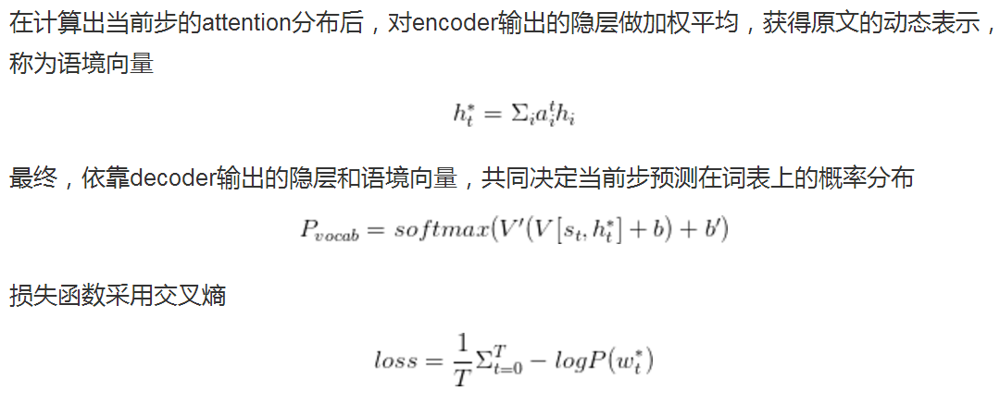 在计算出当前步的attention分布后，对encoder输出的隐层做加权平均，获得原文的动态表示，
称为语境向量
h_t^* = Σ_i a_i^t h_i
最终，依靠decoder输出的隐层和语境向量，共同决定当前步预测在词表上的概率分布
P_{vocab} = softmax(V′(V[s_t, h_t^*] + b) + b′)
损失函数采用交叉熵
loss = \frac{1}{T} Σ_{t=0}^T − logP(w_t^*)